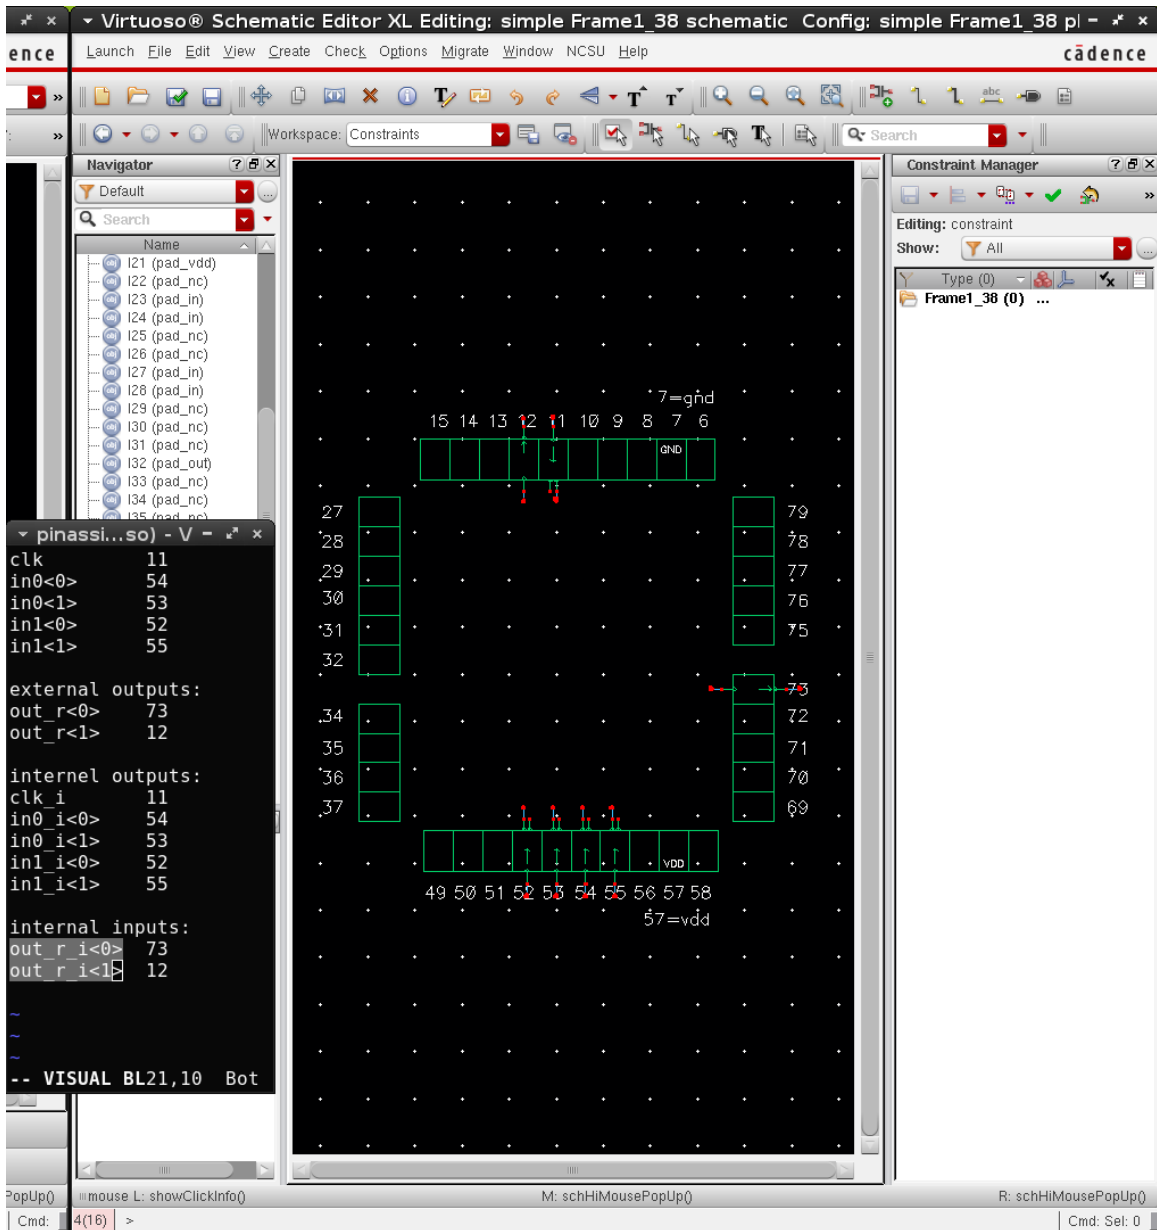 Virtuoso® Schematic Editor XL Editing: simple Frame1_38 schematic Config: simple Frame1_38 pl
ence
Launch File Edit View Create Check Options Migrate Window NCSU Help
cādence
Workspace: Constraints
Search
Navigator
Default
Search
Name
I21 (pad_vdd)
I22 (pad_nc)
I23 (pad_in)
I24 (pad_in)
I25 (pad_nc)
I26 (pad_nc)
I27 (pad_in)
I28 (pad_in)
I29 (pad_nc)
I30 (pad_nc)
I31 (pad_nc)
I32 (pad_out)
I33 (pad_nc)
I34 (pad_nc)
I35 (pad_nc)
pinassi...so) - V
clk 11
in0<0> 54
in0<1> 53
in1<0> 52
in1<1> 55
external outputs:
out_r<0> 73
out_r<1> 12
internel outputs:
clk_i 11
in0_i<0> 54
in0_i<1> 53
in1_i<0> 52
in1_i<1> 55
internal inputs:
out_r_i<0> 73
out_r_i<1> 12
~
~
~
-- VISUAL BL21,10 Bot
7=gnd
15 14 13 12 11 10 9 8 7 6
GND
27
28
29
30
31
32
34
35
36
37
79
78
77
76
75
73
72
71
70
69
VDD
49 50 51 52 53 54 55 56 57 58
57=vdd
Constraint Manager
Editing: constraint
Show: All
Type (0)
Frame1_38 (0) ...
PopUp()
mouse L: showClickInfo()
M: schHiMousePopUp()
R: schHiMousePopUp()
Cmd:
4(16) >
Cmd: Sel: 0